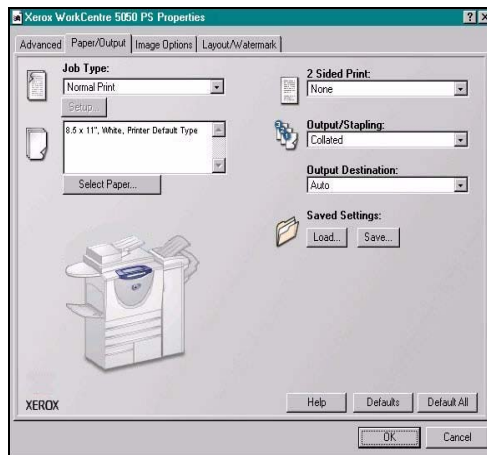 Xerox WorkCentre 5050 PS Properties
Advanced
Paper/Output
Image Options
Layout/Watermark
Job Type:
Normal Print
Setup...
8.5 x 11", White, Printer Default Type
Select Paper...
2 Sided Print:
None
Output/Stapling:
Collated
Output Destination:
Auto
Saved Settings:
Load...
Save...
XEROX
Help
Defaults
Default All
OK
Cancel